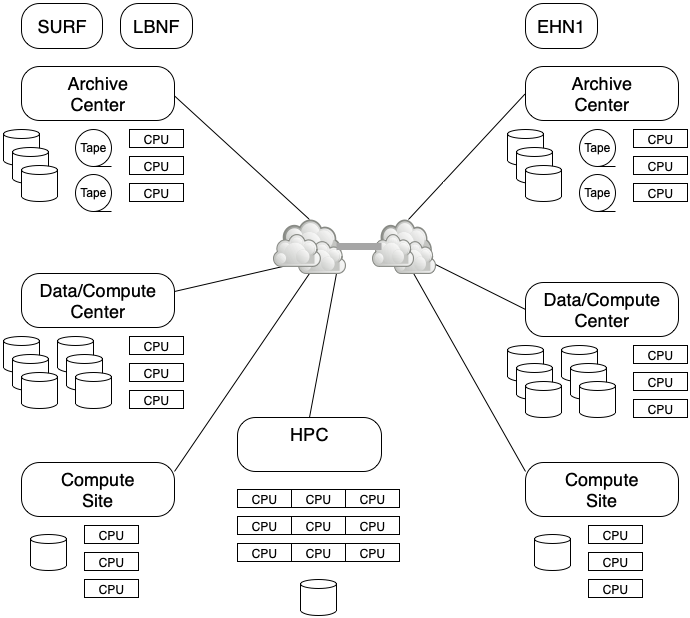 SURF
LBNF
EHN1
Archive
Center
Archive
Center
Tape
CPU
CPU
Tape
CPU
Tape
CPU
CPU
Tape
CPU
Data/Compute
Center
CPU
CPU
CPU
Data/Compute
Center
CPU
CPU
CPU
HPC
Compute
Site
CPU
CPU
CPU
CPU CPU CPU
CPU CPU CPU
CPU CPU CPU
Compute
Site
CPU
CPU
CPU